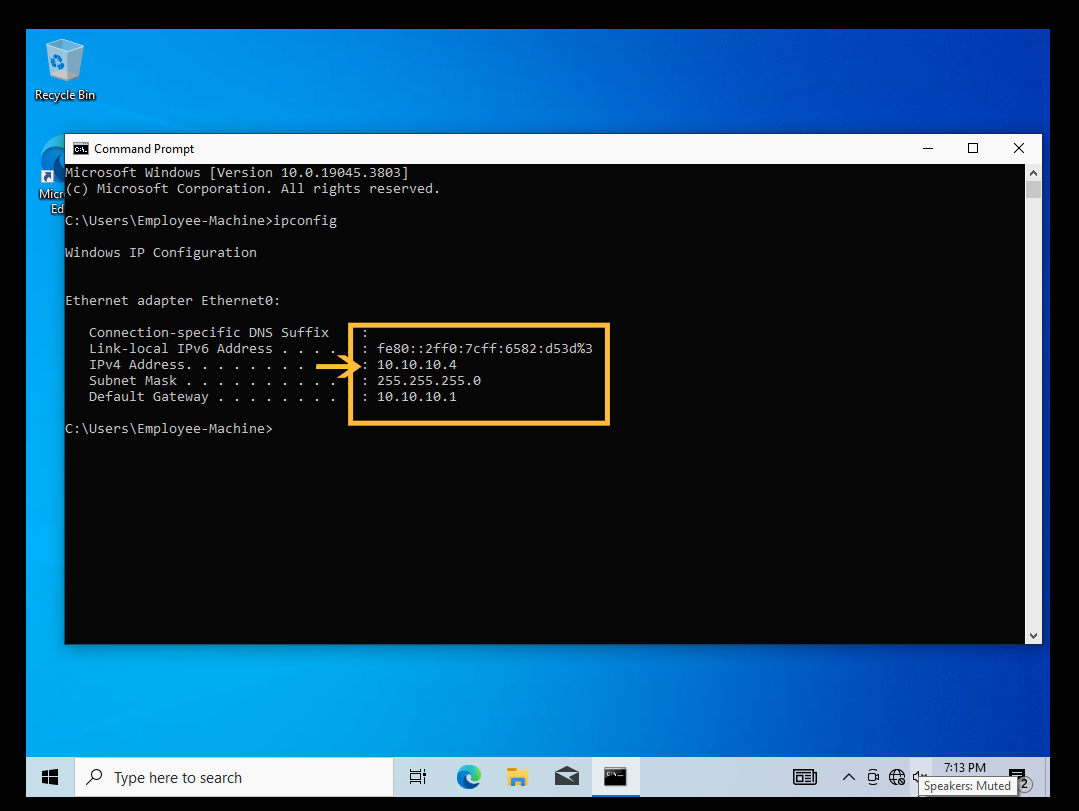 Recycle Bin
Command Prompt
Microsoft Windows [Version 10.0.19045.3803]
(c) Microsoft Corporation. All rights reserved.
C:\Users\Employee-Machine>ipconfig
Windows IP Configuration
Ethernet adapter Ethernet0:
Connection-specific DNS Suffix  :
Link-local IPv6 Address . . . . : fe80::2ff0:7cff:6582:d53d%3
IPv4 Address. . . . . . . . : 10.10.10.4
Subnet Mask . . . . . . . . . . : 255.255.255.0
Default Gateway . . . . . . . . : 10.10.10.1
C:\Users\Employee-Machine>
Micr
Ed
Type here to search
7:13 PM
Speakers: Muted
2